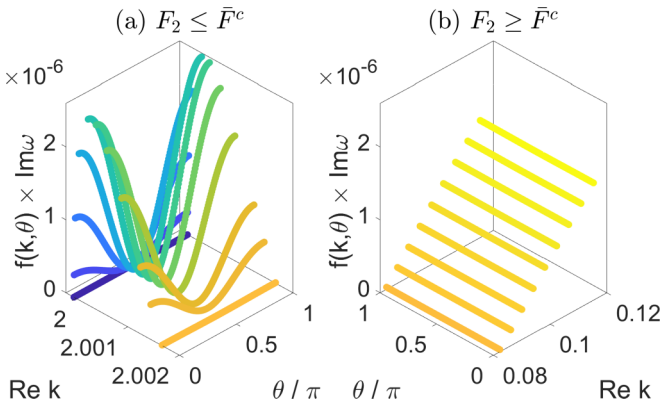 (a) F₂ ≤ F̄ᶜ
(b) F₂ ≥ F̄ᶜ
×10⁻⁶
2
1
0
f(k,θ) × Imω
2
2.001
2.002
Re k
0
0.5
1
θ / π
×10⁻⁶
2
1
0
f(k,θ) × Imω
1
0.5
0
θ / π
0.08
0.1
0.12
Re k